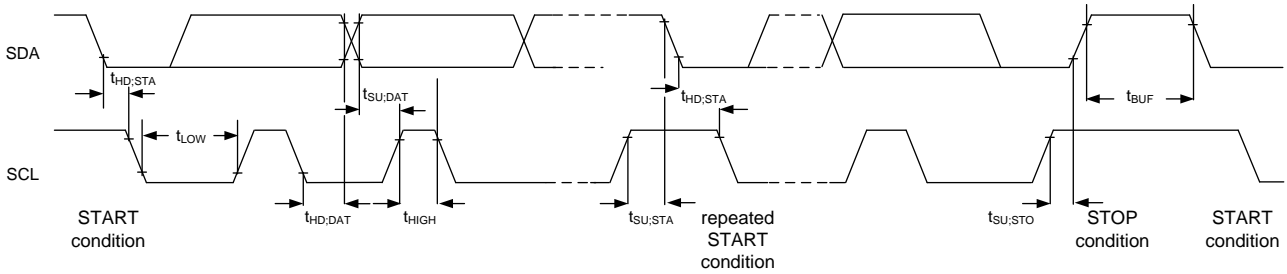 SDA
tHD;STA
tSU;DAT
tHD;STA
tBUF
tLOW
SCL
tHD;DAT
tHIGH
tSU;STA
tSU;STO
START
condition
repeated
START
condition
STOP
condition
START
condition